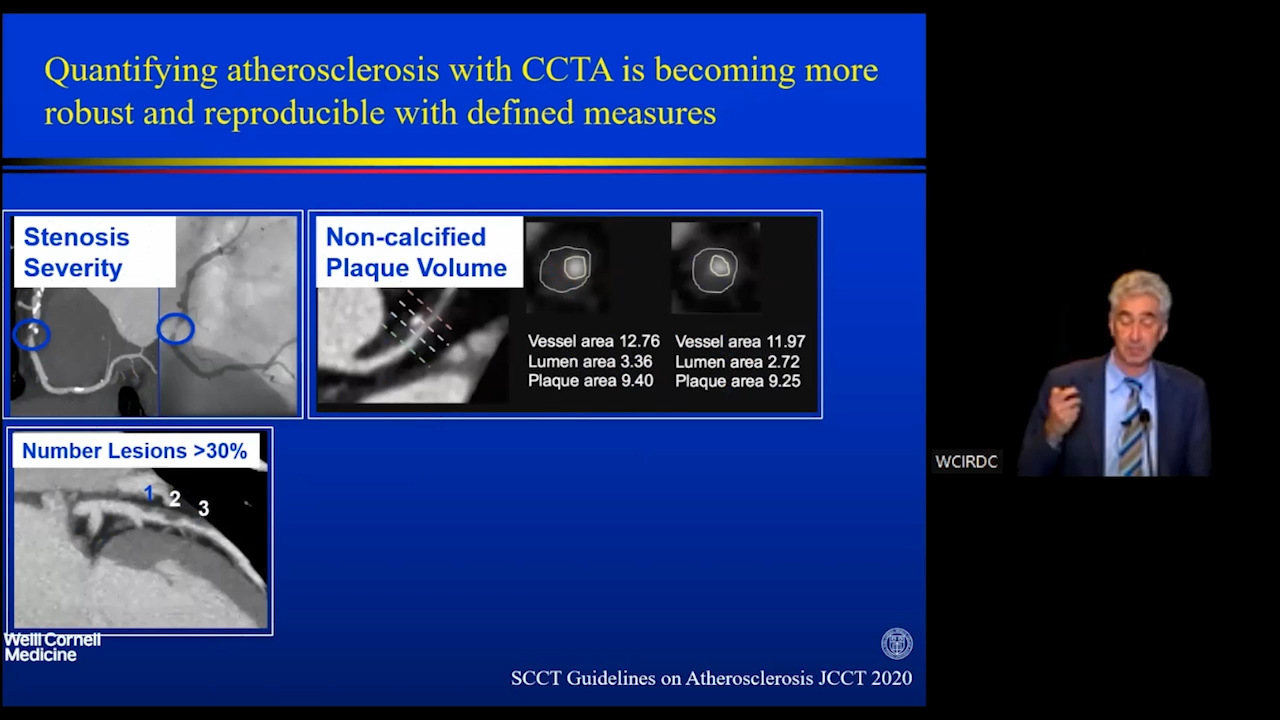 Quantifying atherosclerosis with CCTA is becoming more
robust and reproducible with defined measures
Stenosis
Severity
Non-calcified
Plaque Volume
Vessel area 12.76
Lumen area 3.36
Plaque area 9.40
Vessel area 11.97
Lumen area 2.72
Plaque area 9.25
Number Lesions >30%
1
2
3
Weill Cornell
Medicine
SCCT Guidelines on Atherosclerosis JCCT 2020
WCIRDC